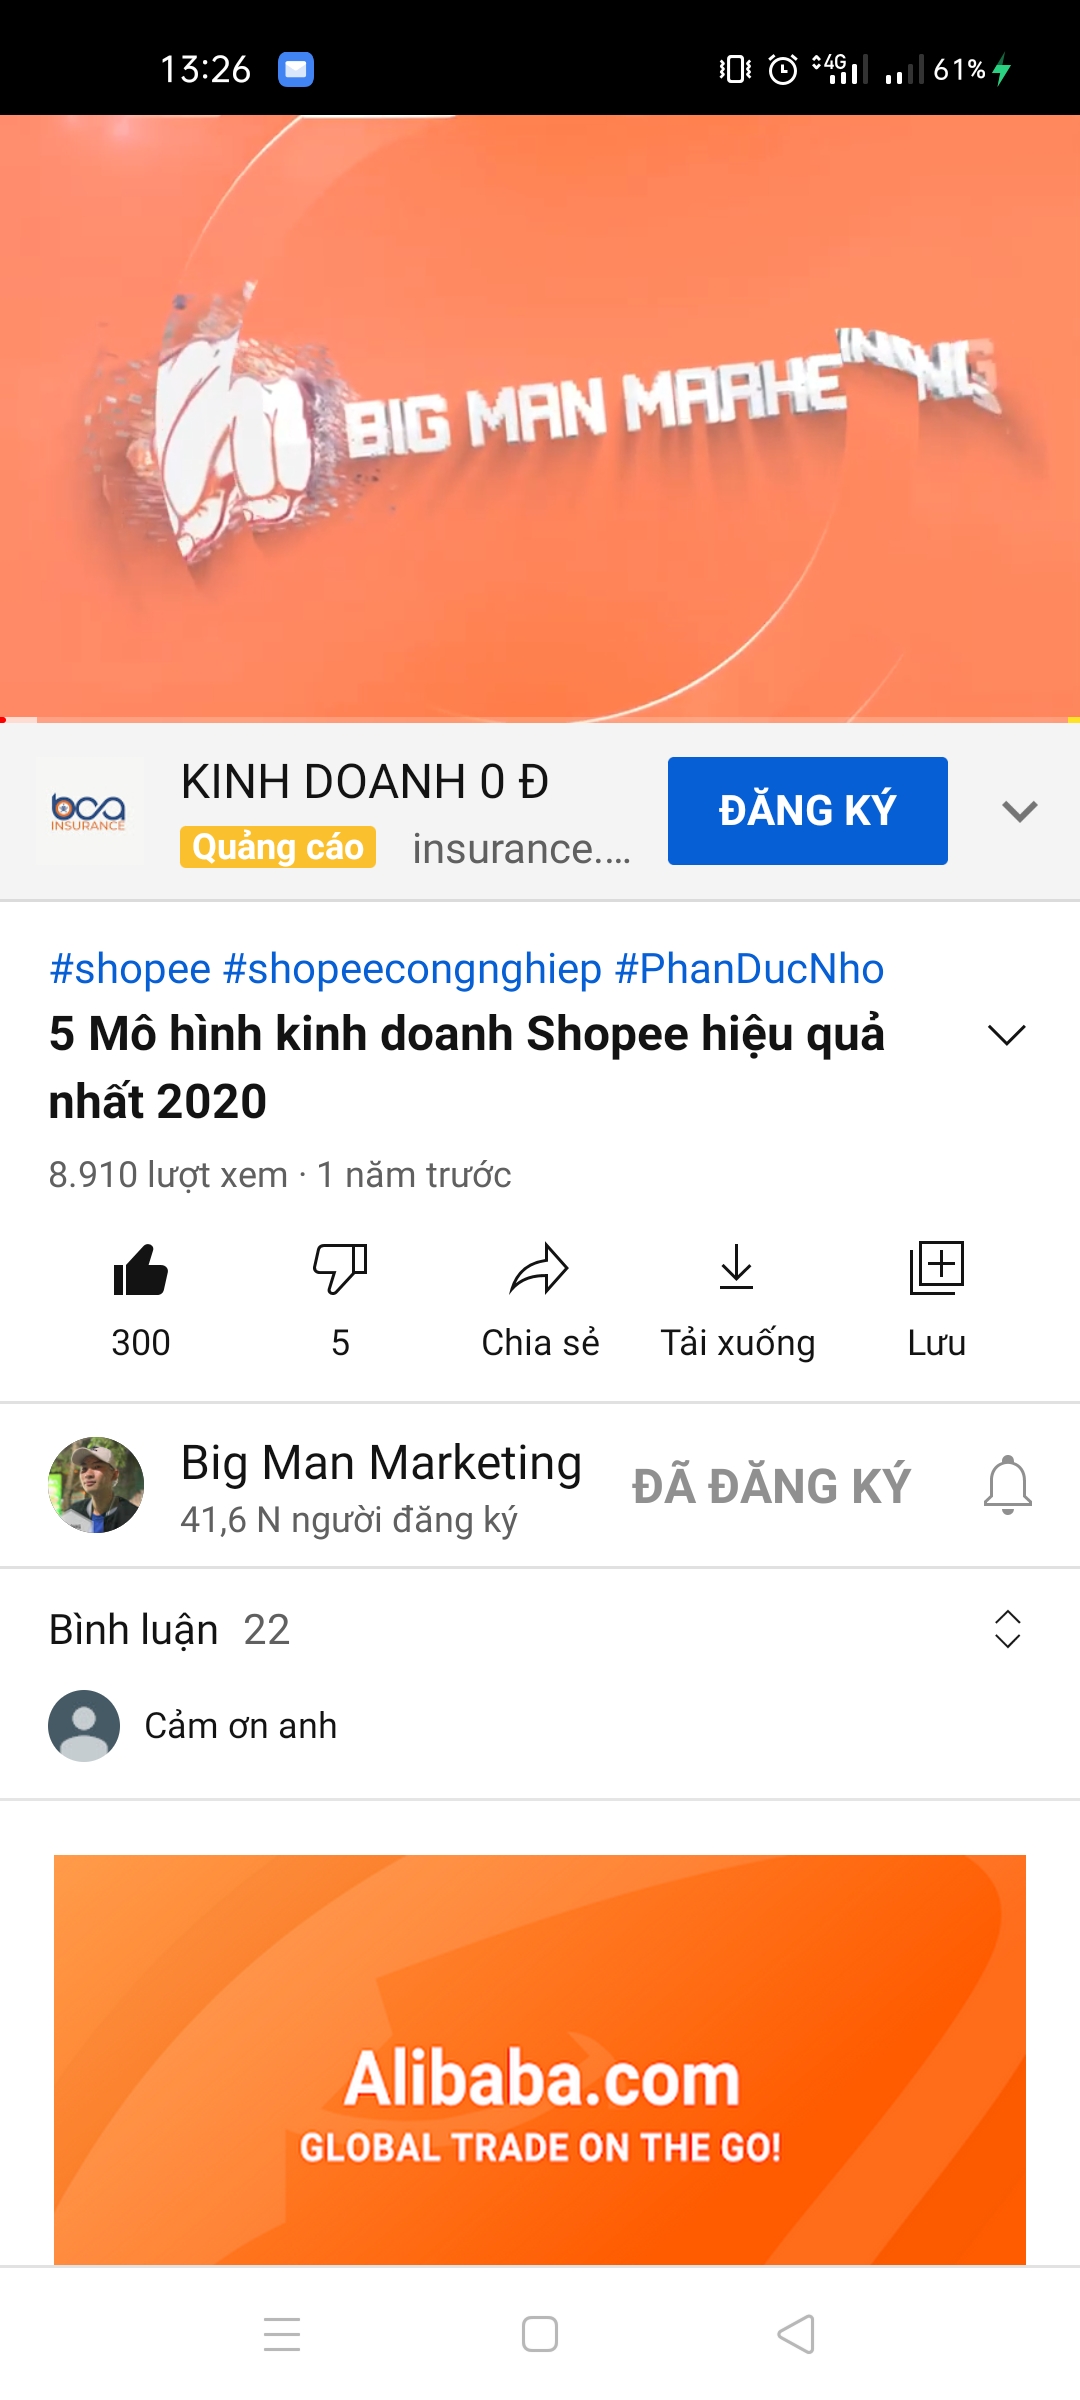 13:26
4G
61%
BIG MAN MARKETING
bca
INSURANCE
KINH DOANH 0 Đ
Quảng cáo insurance....
ĐĂNG KÝ
#shopee #shopeecongnghiep #PhanDucNho
5 Mô hình kinh doanh Shopee hiệu quả
nhất 2020
8.910 lượt xem · 1 năm trước
300
5
Chia sẻ
Tải xuống
Lưu
Big Man Marketing
41,6 N người đăng ký
ĐÃ ĐĂNG KÝ
Bình luận 22
Cảm ơn anh
Alibaba.com
GLOBAL TRADE ON THE GO!